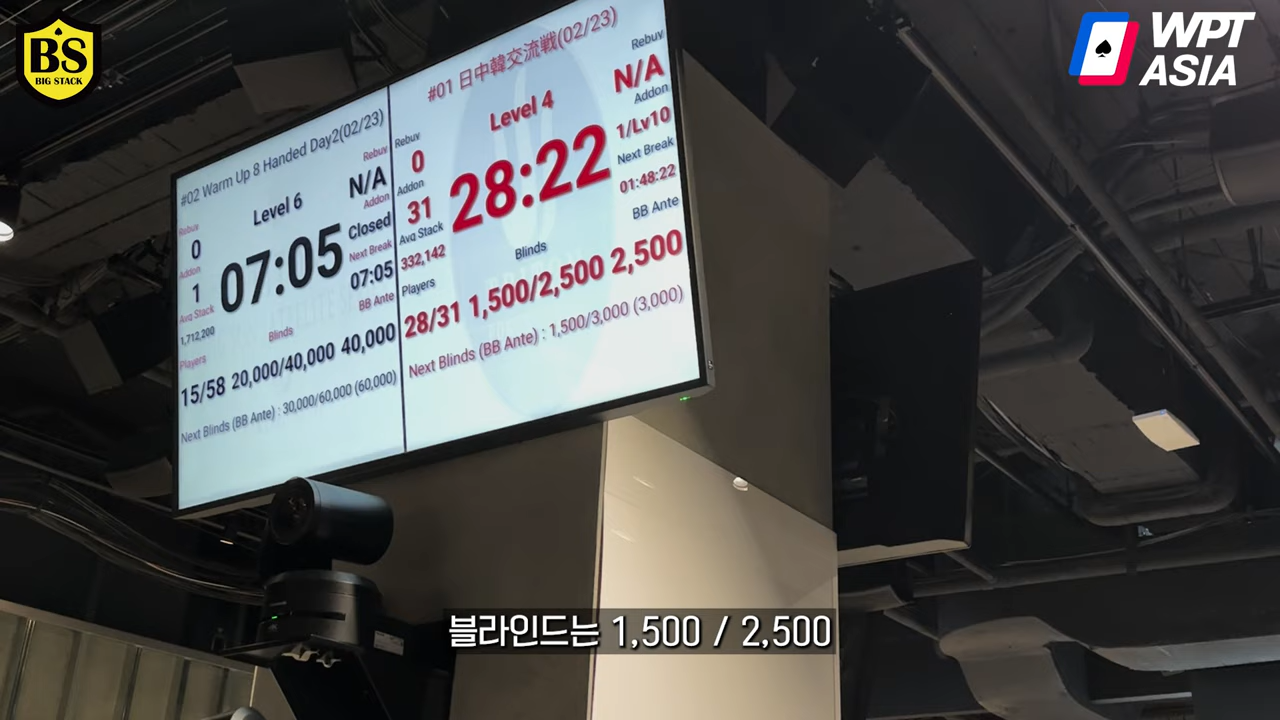 BS
BIG STACK
WPT
ASIA
#02 Warm Up 8 Handed Day2(02/23)
Rebuy
0
Addon
1
Avg Stack
1,712,200
Players
15/58
Level 6
07:05
Blinds
20,000/40,000
Rebuy
N/A
Addon
Closed
Next Break
07:05
BB Ante
40,000
Next Blinds (BB Ante) : 30,000/60,000 (60,000)
#01 日中韓交流戦(02/23)
Rebuy
0
Addon
31
Avg Stack
332,142
Players
28/31
Level 4
28:22
Blinds
1,500/2,500
Rebuy
N/A
Addon
1/Lv10
Next Break
01:48:22
BB Ante
2,500
Next Blinds (BB Ante) : 1,500/3,000 (3,000)
블라인드는 1,500 / 2,500